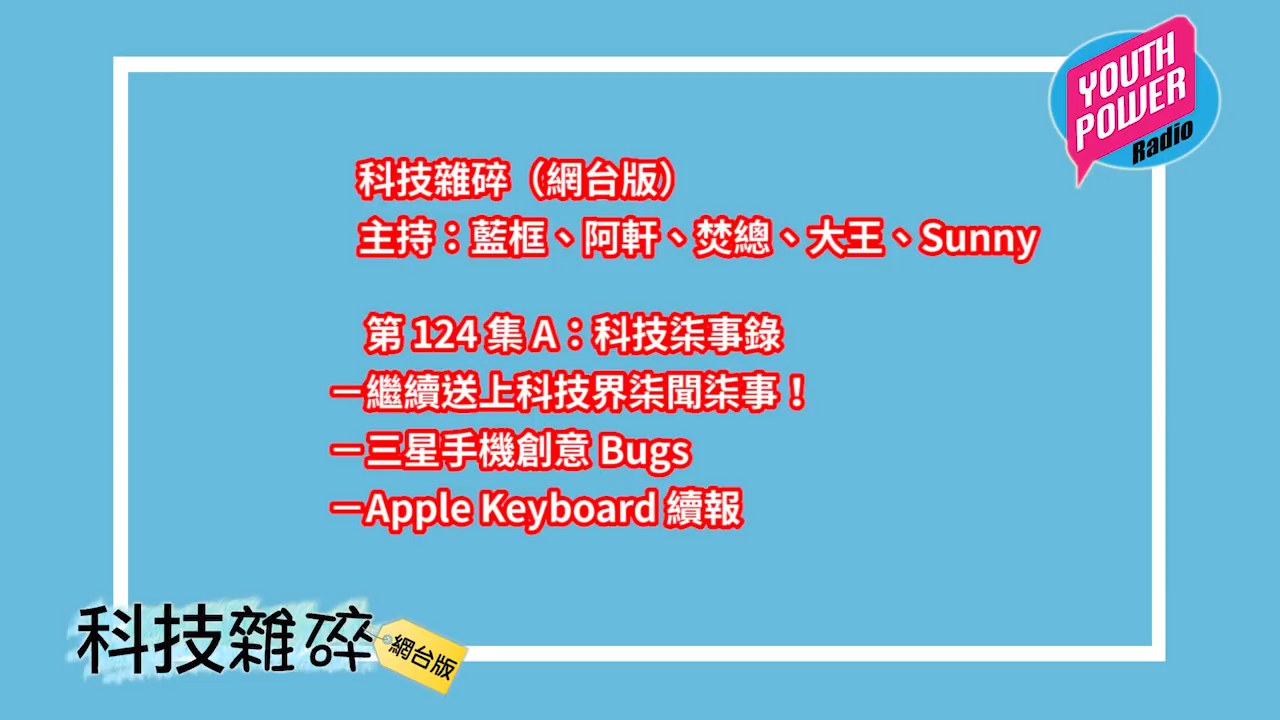 YOUTH
POWER
Radio
科技雜碎（網台版）
主持：藍框、阿軒、焚總、大王、Sunny
第 124 集 A：科技柒事錄
－繼續送上科技界柒聞柒事！
－三星手機創意 Bugs
－Apple Keyboard 續報
科技雜碎
網台版